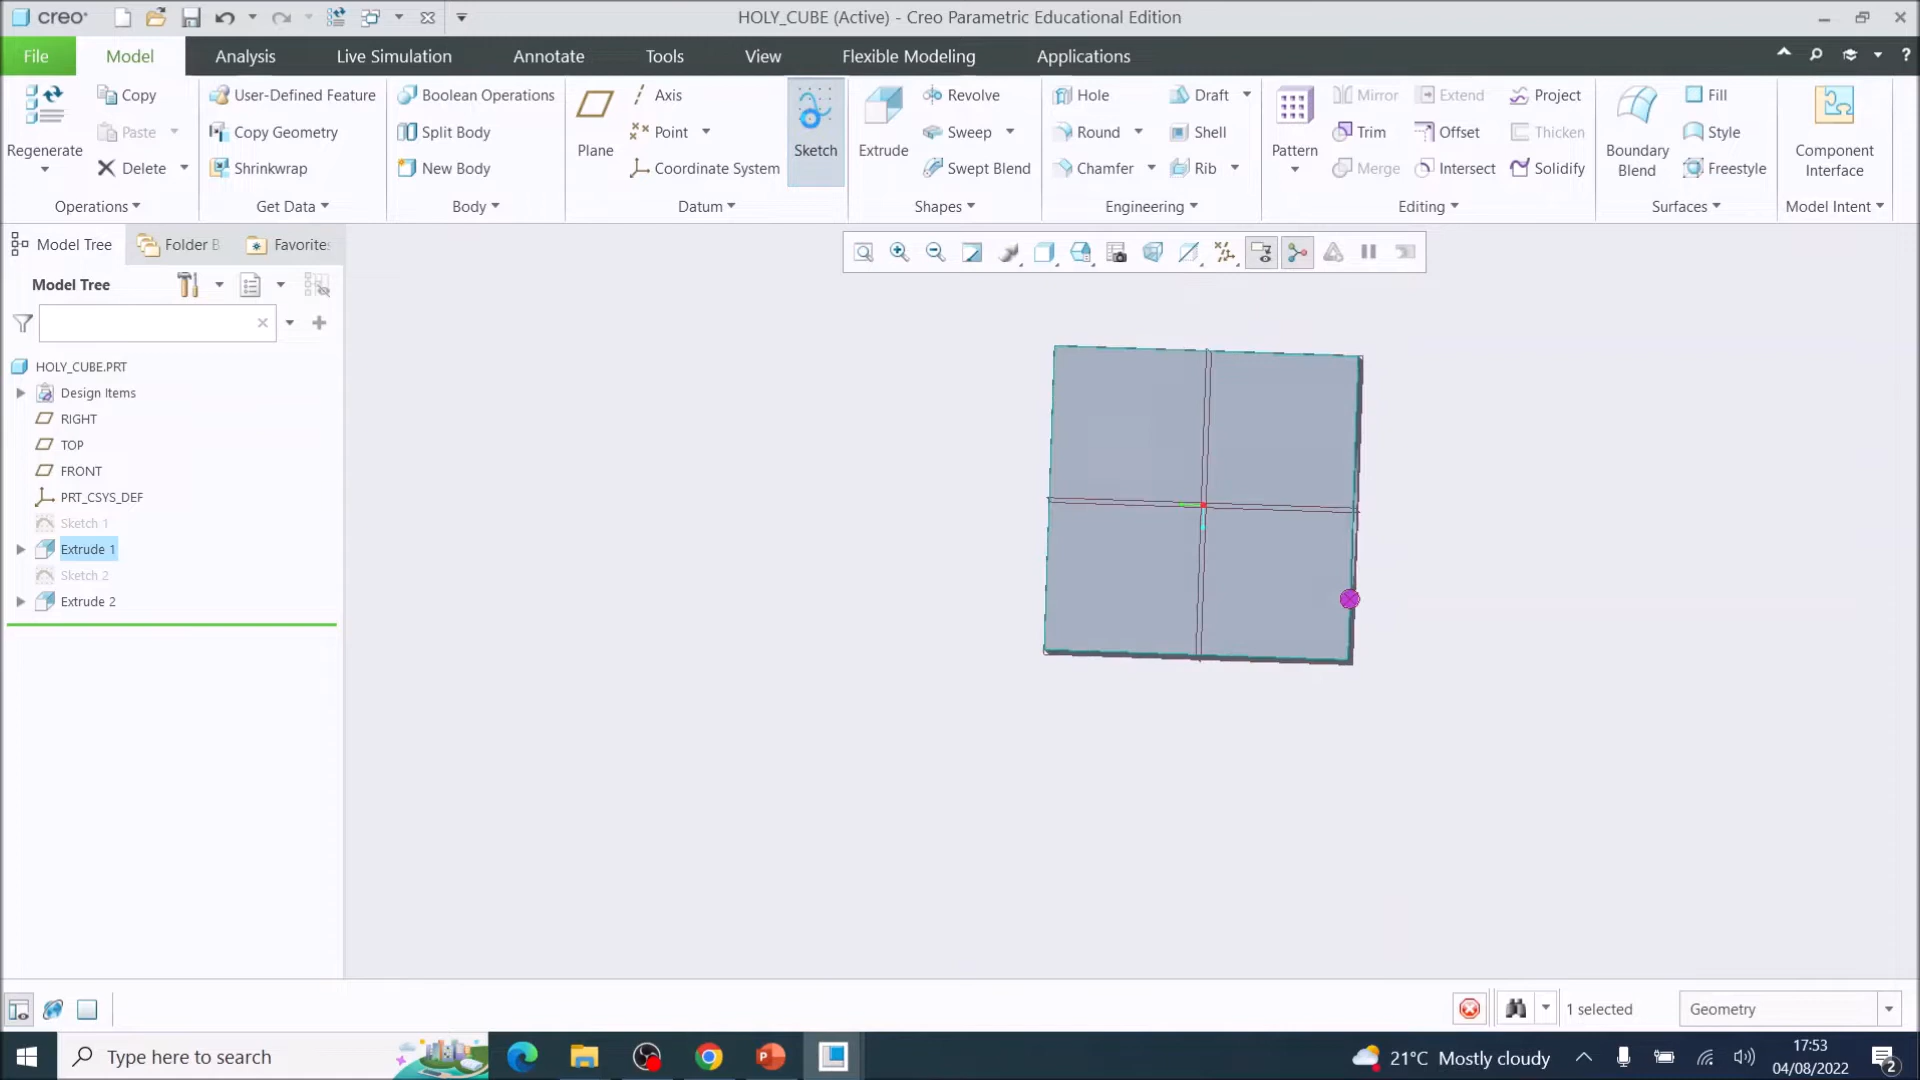 creo
HOLY_CUBE (Active) - Creo Parametric Educational Edition
File
Model
Analysis
Live Simulation
Annotate
Tools
View
Flexible Modeling
Applications
?
Regenerate
Copy
Paste
Delete
Operations
User-Defined Feature
Copy Geometry
Shrinkwrap
Get Data
Boolean Operations
Split Body
New Body
Body
Plane
Axis
Point
Coordinate System
Sketch
Datum
Extrude
Revolve
Sweep
Swept Blend
Shapes
Hole
Round
Chamfer
Draft
Shell
Rib
Engineering
Pattern
Mirror
Trim
Merge
Extend
Offset
Intersect
Project
Thicken
Solidify
Editing
Boundary
Blend
Fill
Style
Freestyle
Surfaces
Component
Interface
Model Intent
Model Tree
Folder B
Favorites
Model Tree
HOLY_CUBE.PRT
Design Items
RIGHT
TOP
FRONT
PRT_CSYS_DEF
Sketch 1
Extrude 1
Sketch 2
Extrude 2
1 selected
Geometry
Type here to search
21°C Mostly cloudy
17:53
04/08/2022
2